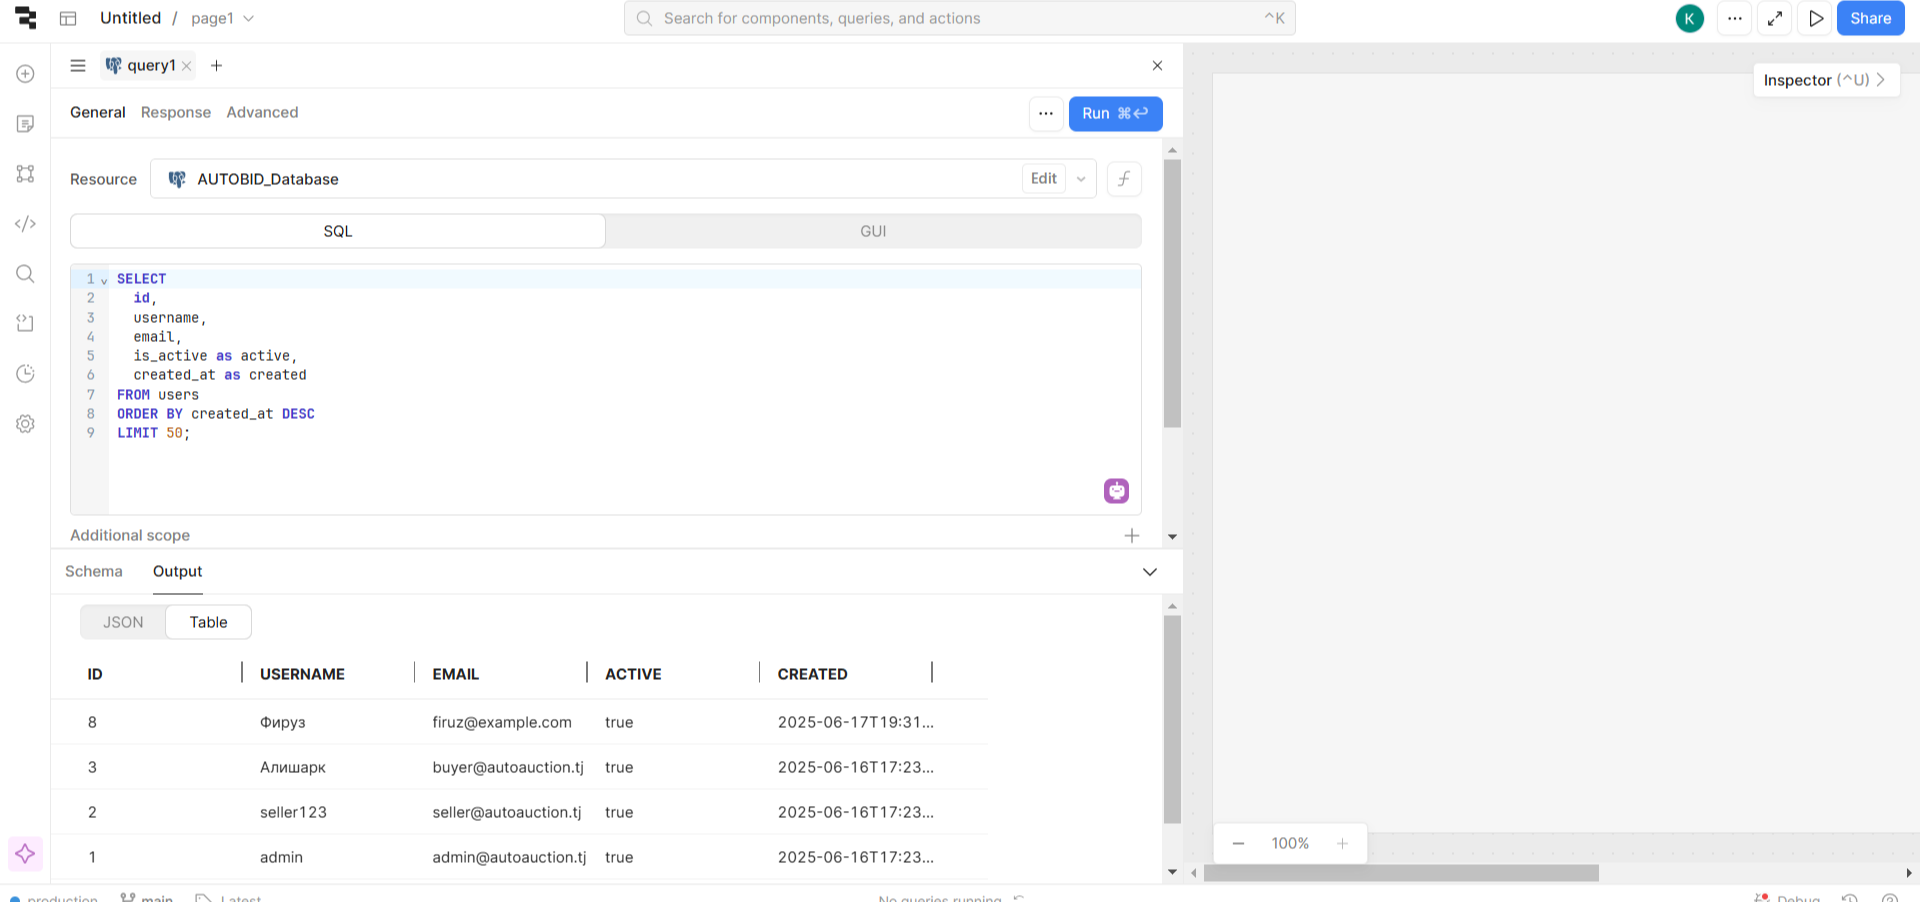 Untitled / page1
Search for components, queries, and actions ^K
K
Share
query1
Inspector (^U)
General Response Advanced
Run ⌘↩
Resource
AUTOBID_Database
Edit
SQL
GUI
1 SELECT
2 id,
3 username,
4 email,
5 is_active as active,
6 created_at as created
7 FROM users
8 ORDER BY created_at DESC
9 LIMIT 50;
Additional scope
Schema Output
JSON Table
ID USERNAME EMAIL ACTIVE CREATED
8 Фируз firuz@example.com true 2025-06-17T19:31...
3 Алишарк buyer@autoauction.tj true 2025-06-16T17:23...
2 seller123 seller@autoauction.tj true 2025-06-16T17:23...
1 admin admin@autoauction.tj true 2025-06-16T17:23...
100%
production main Latest No queries running Debug